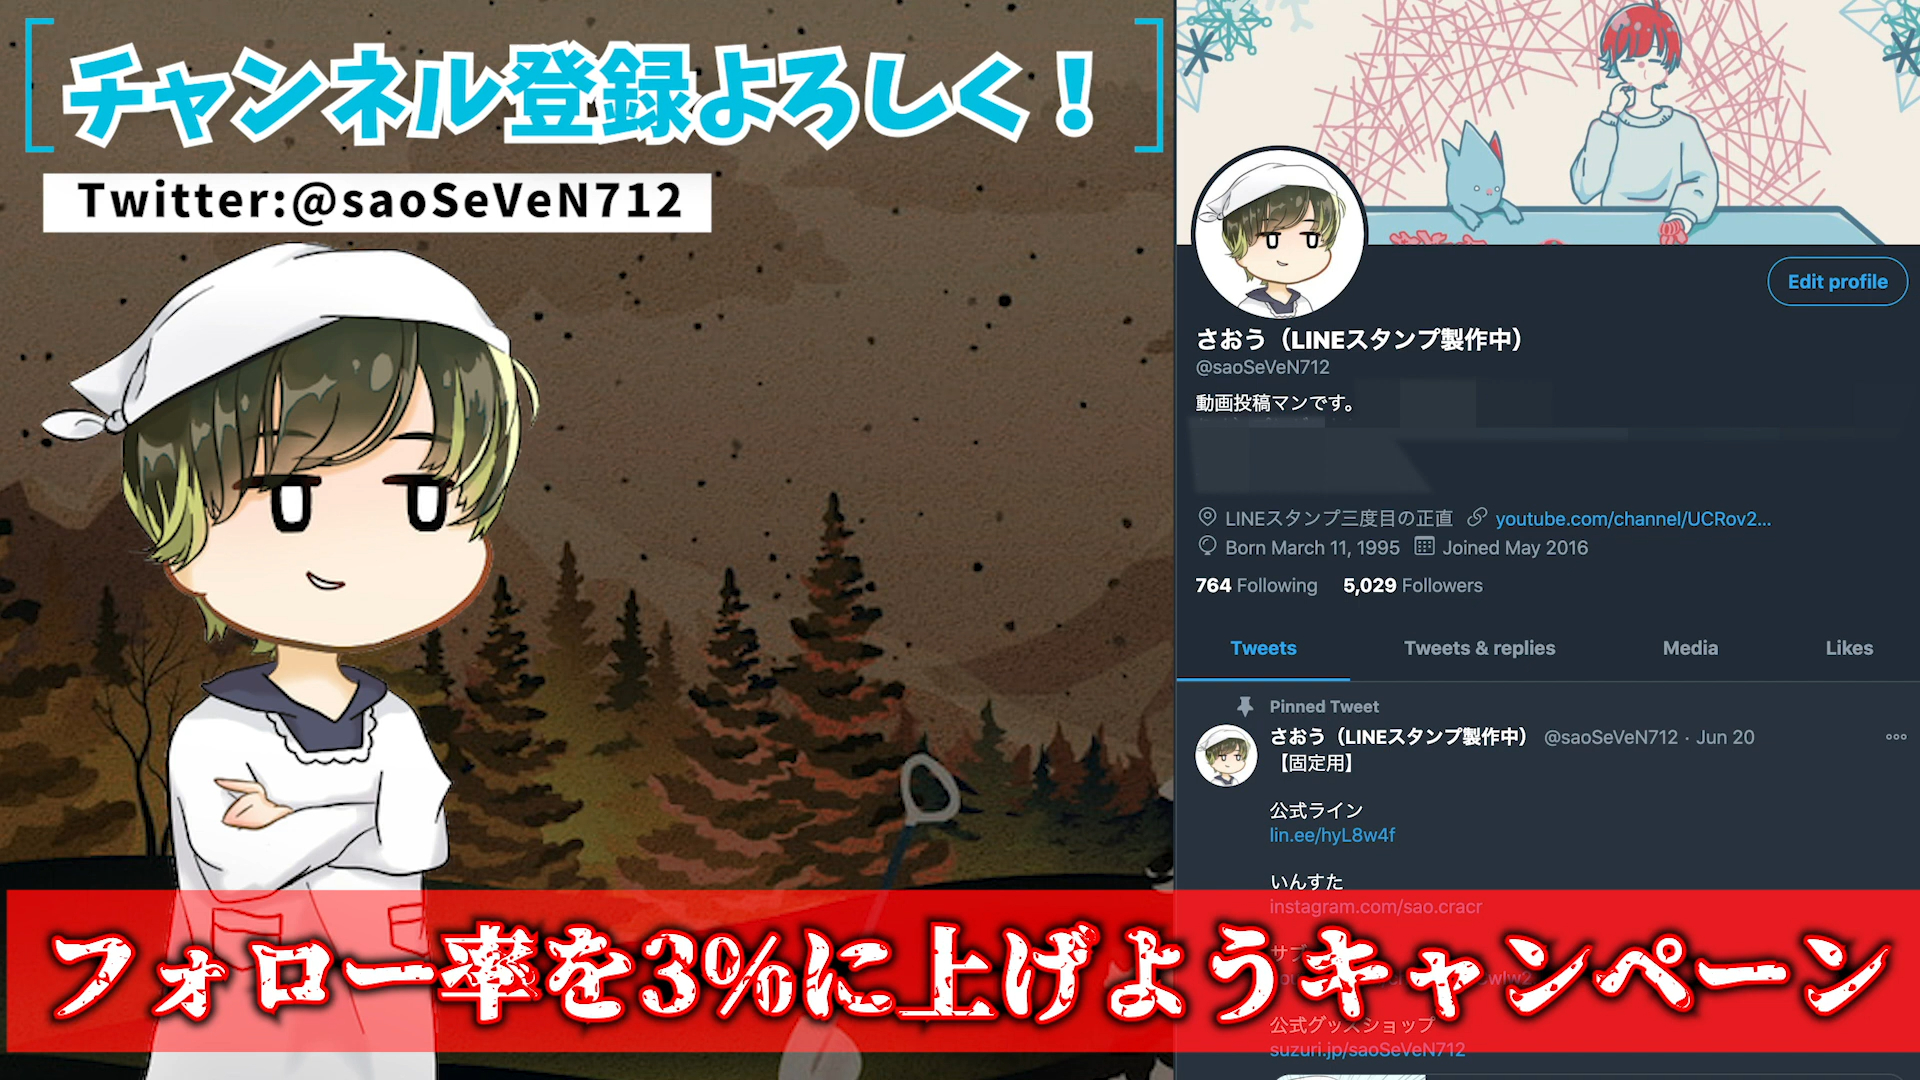 チャンネル登録よろしく！
Twitter:@saoSeVeN712
Edit profile
さおう（LINEスタンプ製作中）
@saoSeVeN712
動画投稿マンです。
LINEスタンプ三度目の正直 youtube.com/channel/UCRov2...
Born March 11, 1995 Joined May 2016
764 Following 5,029 Followers
Tweets Tweets & replies Media Likes
Pinned Tweet
さおう（LINEスタンプ製作中） @saoSeVeN712 · Jun 20
【固定用】
公式ライン
lin.ee/hyL8w4f
いんすた
instagram.com/sao.cracr
フォロー率を3%に上げようキャンペーン
公式グッズショップ
suzuri.jp/saoSeVeN712